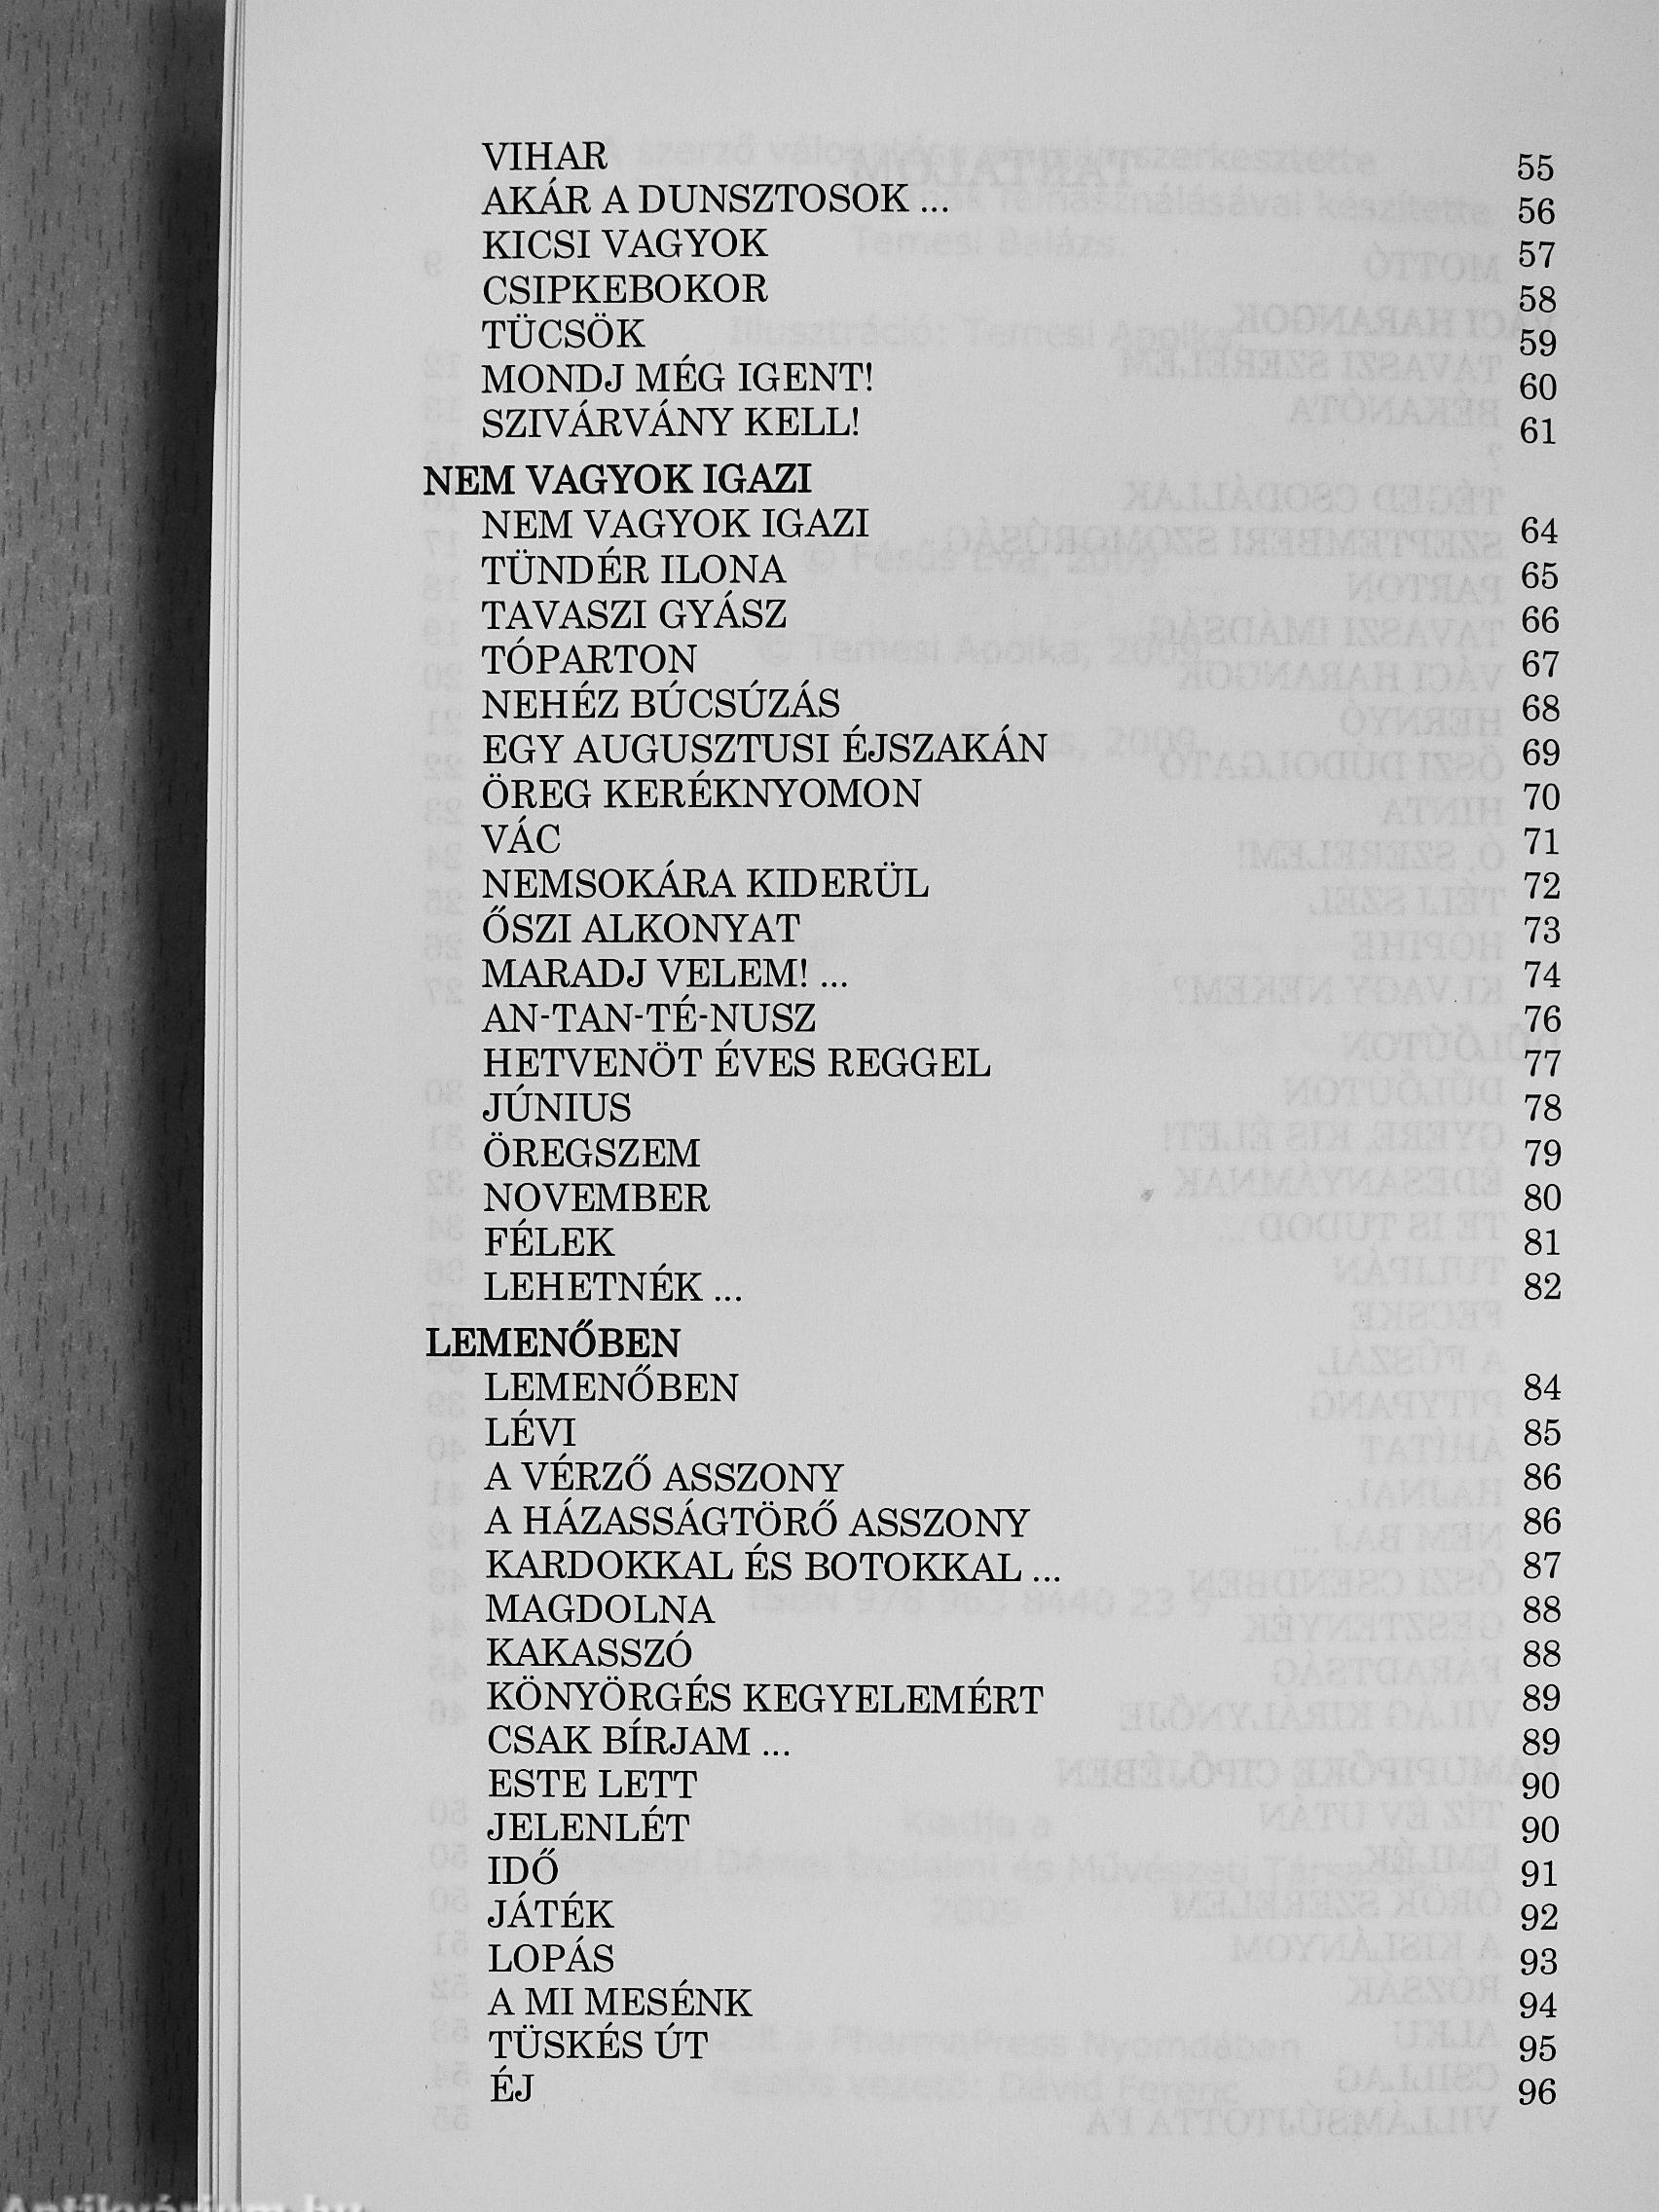 VIHAR 55
AKÁR A DUNSZTOSOK ... 56
KICSI VAGYOK 57
CSIPKEBOKOR 58
TÜCSÖK 59
MONDJ MÉG IGENT! 60
SZIVÁRVÁNY KELL! 61
NEM VAGYOK IGAZI
NEM VAGYOK IGAZI 64
TÜNDÉR ILONA 65
TAVASZI GYÁSZ 66
TÓPARTON 67
NEHÉZ BÚCSÚZÁS 68
EGY AUGUSZTUSI ÉJSZAKÁN 69
ÖREG KERÉKNYOMON 70
VÁC 71
NEMSOKÁRA KIDERÜL 72
ŐSZI ALKONYAT 73
MARADJ VELEM! ... 74
AN-TAN-TÉ-NUSZ 76
HETVENÖT ÉVES REGGEL 77
JÚNIUS 78
ÖREGSZEM 79
NOVEMBER 80
FÉLEK 81
LEHETNÉK ... 82
LEMENŐBEN
LEMENŐBEN 84
LÉVI 85
A VÉRZŐ ASSZONY 86
A HÁZASSÁGTÖRŐ ASSZONY 86
KARDOKKAL ÉS BOTOKKAL ... 87
MAGDOLNA 88
KAKASSZÓ 88
KÖNYÖRGÉS KEGYELEMÉRT 89
CSAK BÍRJAM ... 89
ESTE LETT 90
JELENLÉT 90
IDŐ 91
JÁTÉK 92
LOPÁS 93
A MI MESÉNK 94
TÜSKÉS ÚT 95
ÉJ 96